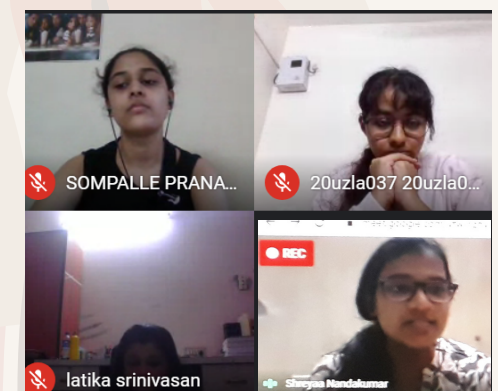 SOMPALLE PRANA...
20uzla037 20uzla0...
REC
latika srinivasan
Shreyaa Nandakumar